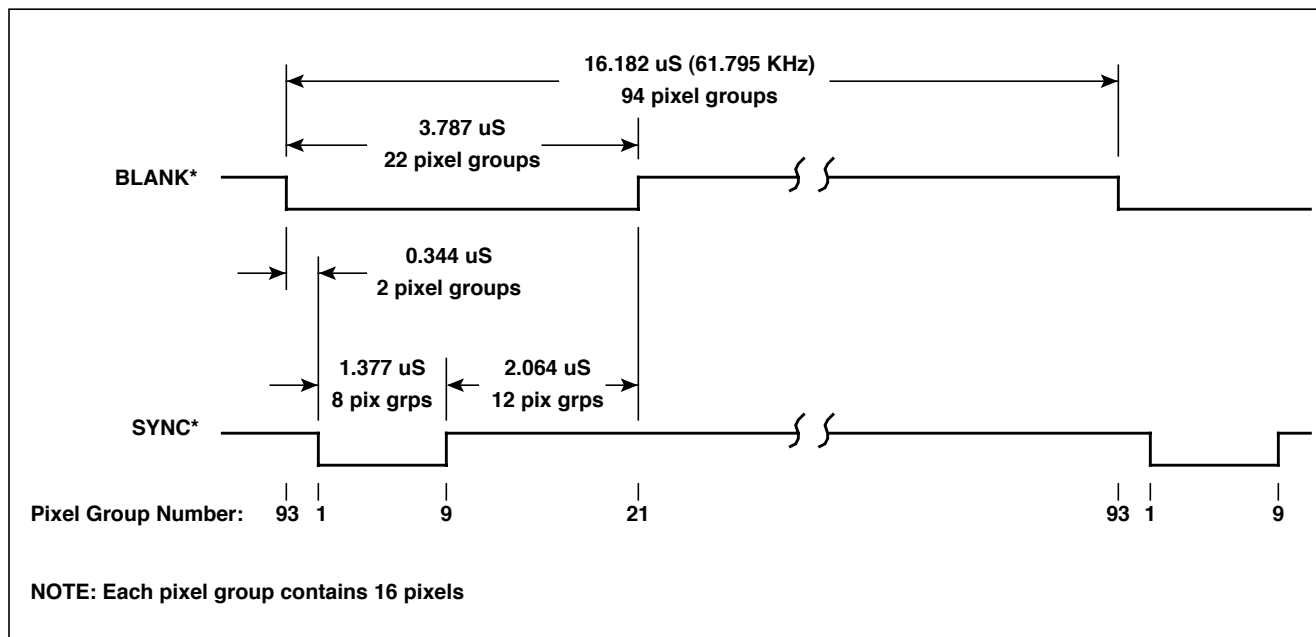 16.182 uS (61.795 KHz)
94 pixel groups
3.787 uS
22 pixel groups
BLANK*
0.344 uS
2 pixel groups
1.377 uS
8 pix grps
2.064 uS
12 pix grps
SYNC*
Pixel Group Number: 93 1 9 21 93 1 9
NOTE: Each pixel group contains 16 pixels